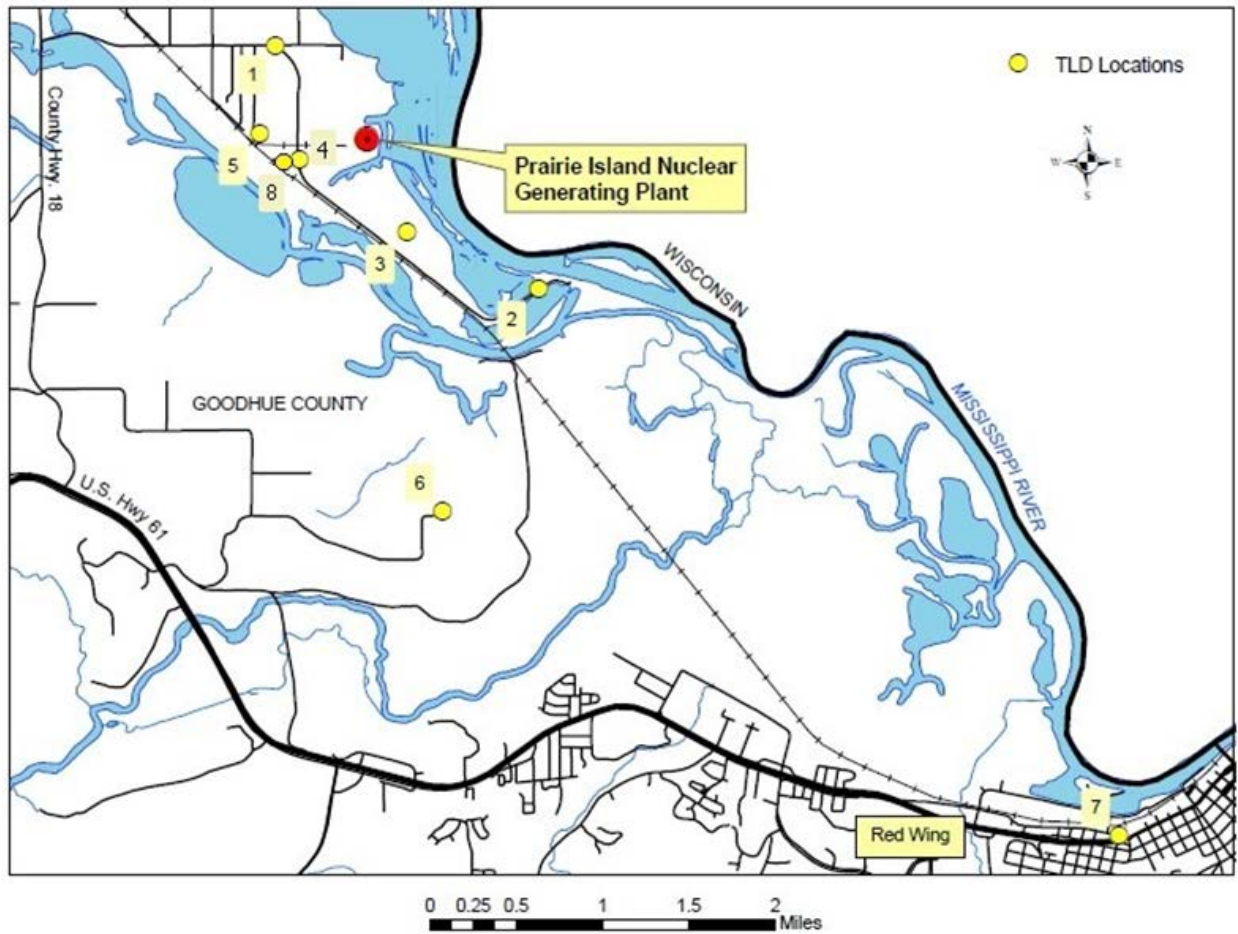 TLD Locations
1
County Hwy. 18
N
W E
S
4
5
Prairie Island Nuclear
Generating Plant
8
3
WISCONSIN
2
GOODHUE COUNTY
MISSISSIPPI RIVER
6
U.S. Hwy 61
7
Red Wing
0 0.25 0.5 1 1.5 2
Miles